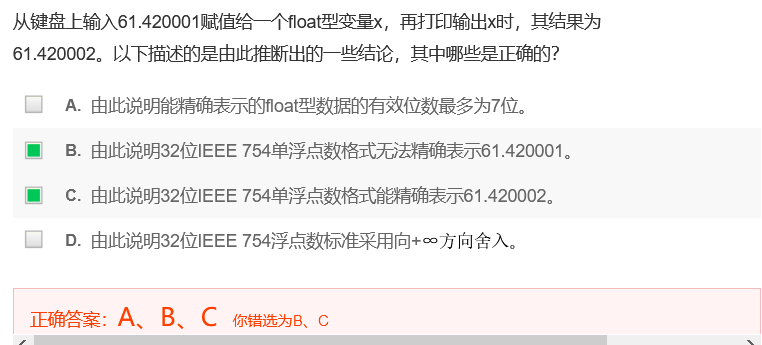 从键盘上输入61.420001赋值给一个float型变量x，再打印输出x时，其结果为
61.420002。以下描述的是由此推断出的一些结论，其中哪些是正确的？
A. 由此说明能精确表示的float型数据的有效位数最多为7位。
B. 由此说明32位IEEE 754单浮点数格式无法精确表示61.420001。
C. 由此说明32位IEEE 754单浮点数格式能精确表示61.420002。
D. 由此说明32位IEEE 754浮点数标准采用向+∞方向舍入。
正确答案：A、B、C 你错选为B、C